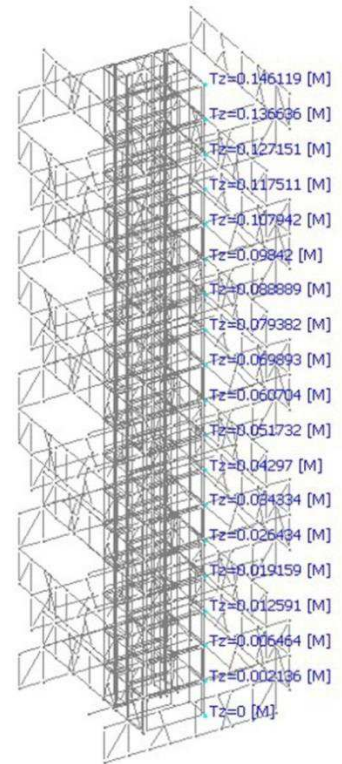 Tz=0.146119 [M]
Tz=0.136636 [M]
Tz=0.127151 [M]
Tz=0.117511 [M]
Tz=0.107942 [M]
Tz=0.09842 [M]
Tz=0.088889 [M]
Tz=0.079382 [M]
Tz=0.069893 [M]
Tz=0.060704 [M]
Tz=0.051732 [M]
Tz=0.04297 [M]
Tz=0.034334 [M]
Tz=0.026434 [M]
Tz=0.019159 [M]
Tz=0.012591 [M]
Tz=0.006464 [M]
Tz=0.002136 [M]
Tz=0 [M]